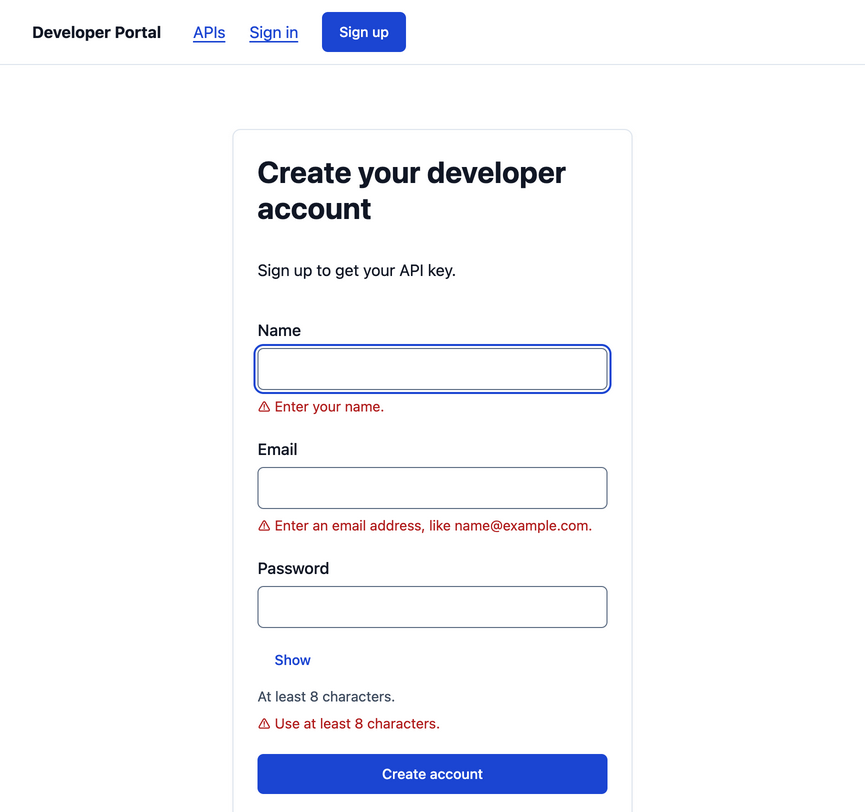 Developer Portal APIs Sign in Sign up
Create your developer
account
Sign up to get your API key.
Name
Enter your name.
Email
Enter an email address, like name@example.com.
Password
Show
At least 8 characters.
Use at least 8 characters.
Create account